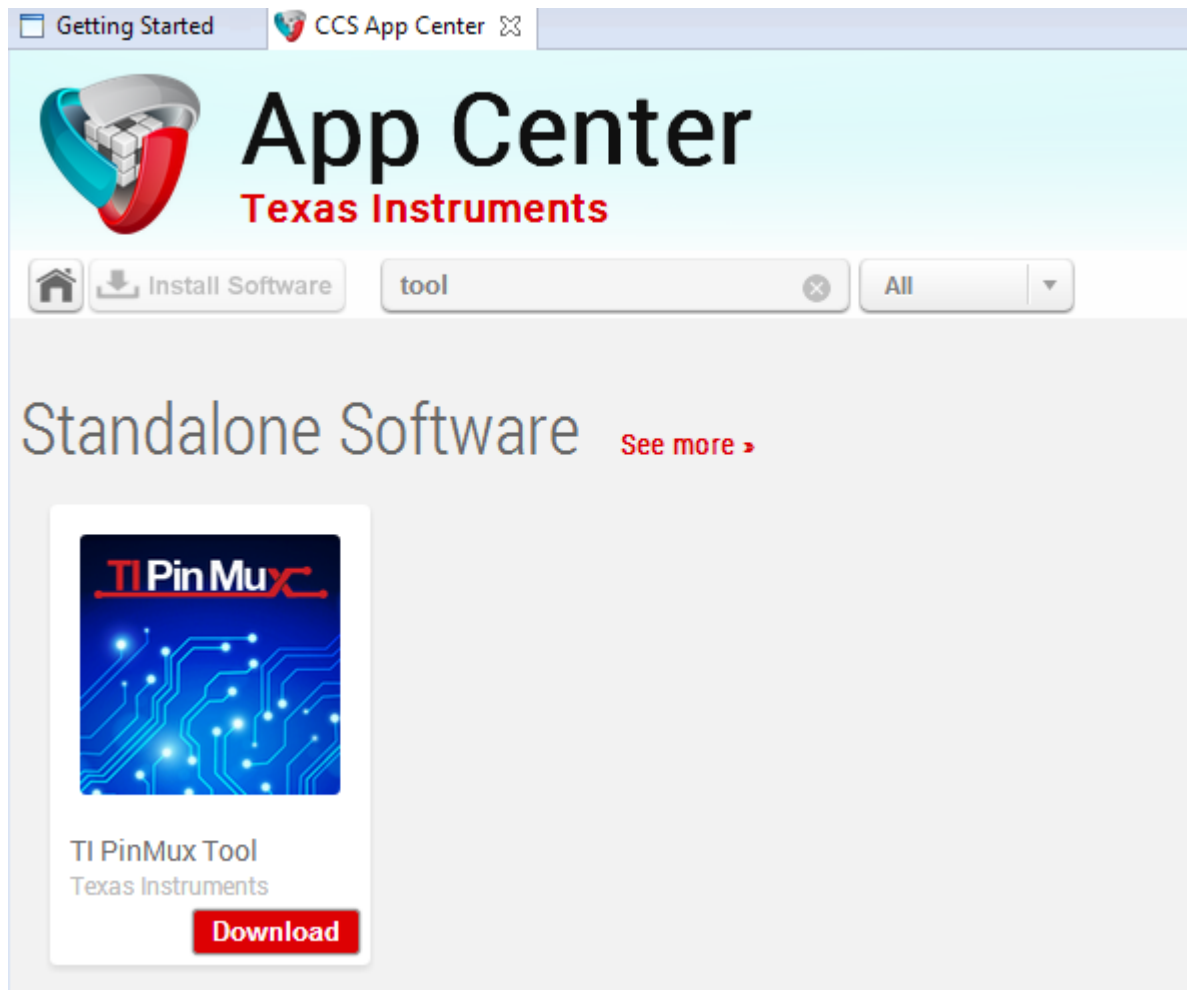 Getting Started CCS App Center
App Center
Texas Instruments
Install Software tool All
Standalone Software See more »
TI Pin Mux
TI PinMux Tool
Texas Instruments
Download